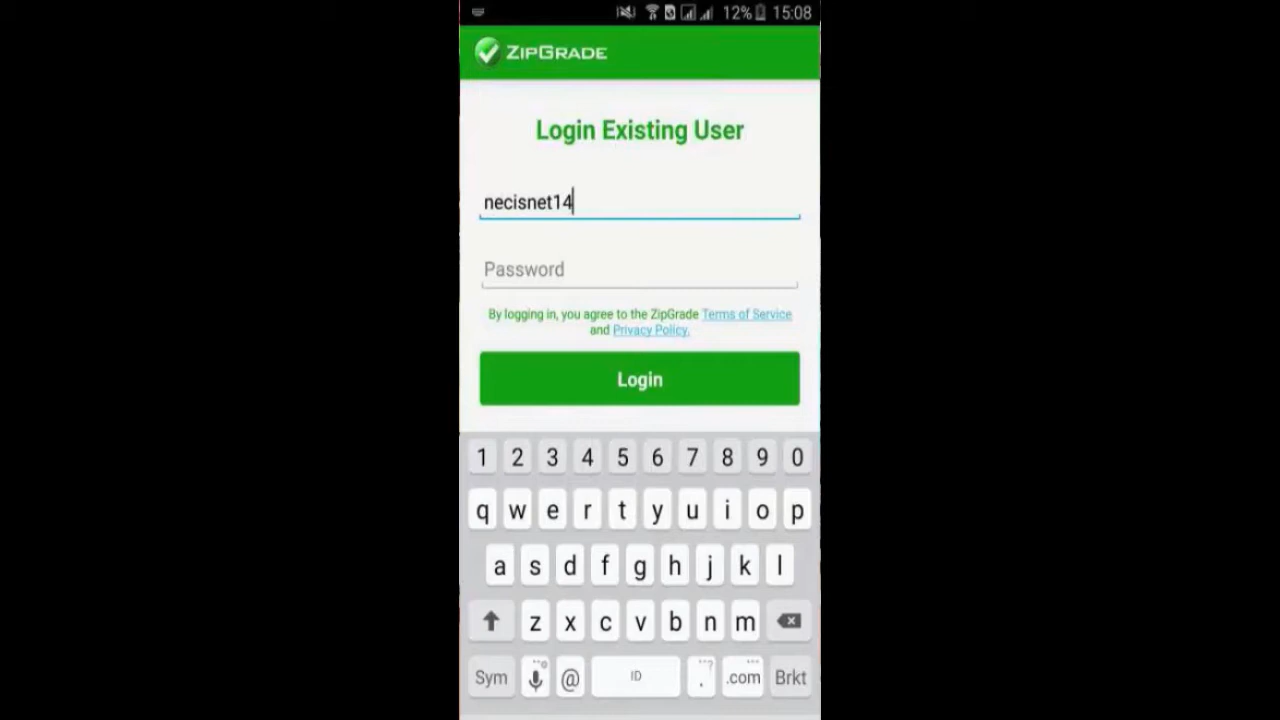 12% 15:08
ZIPGRADE
Login Existing User
necisnet14
Password
By logging in, you agree to the ZipGrade Terms of Service
and Privacy Policy.
Login
1 2 3 4 5 6 7 8 9 0
q w e r t y u i o p
a s d f g h j k l
z x c v b n m
Sym @ ID . .com Brkt